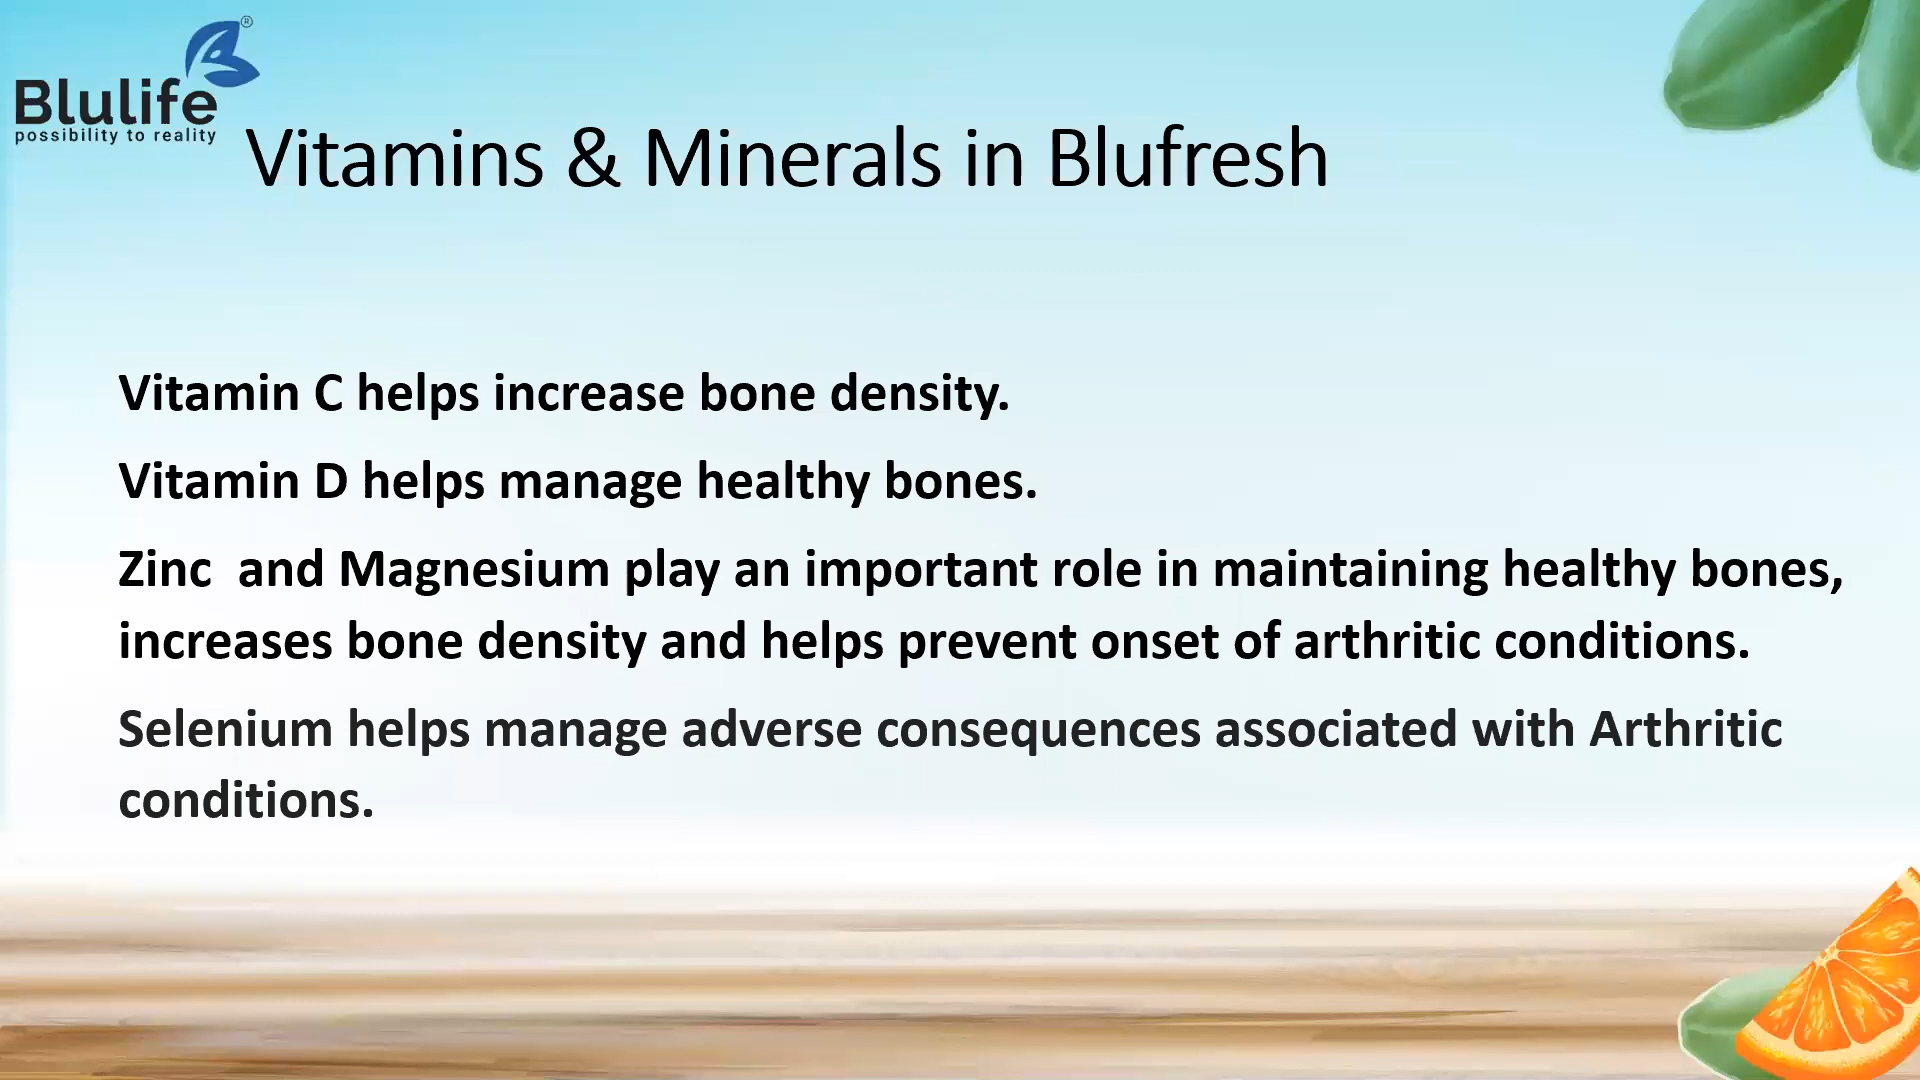 Blulife®
possibility to reality
Vitamins & Minerals in Blufresh
Vitamin C helps increase bone density.
Vitamin D helps manage healthy bones.
Zinc  and Magnesium play an important role in maintaining healthy bones,
increases bone density and helps prevent onset of arthritic conditions.
Selenium helps manage adverse consequences associated with Arthritic
conditions.